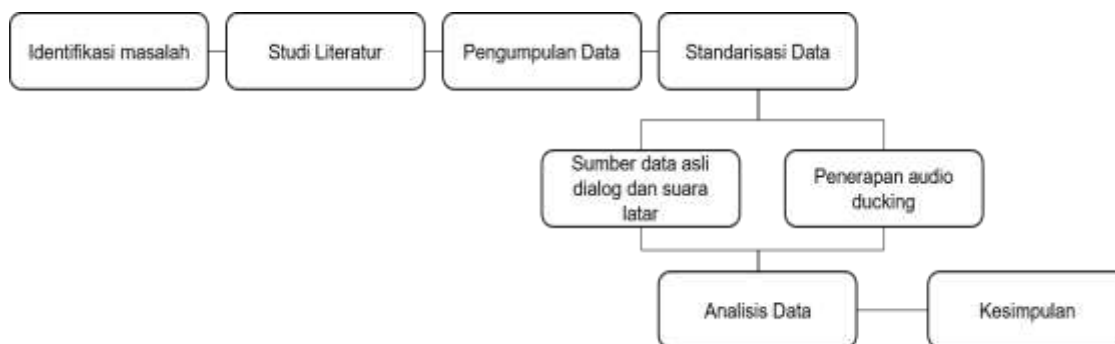 Identifikasi masalah
Studi Literatur
Pengumpulan Data
Standarisasi Data
Sumber data asli
dialog dan suara
latar
Penerapan audio
ducking
Analisis Data
Kesimpulan